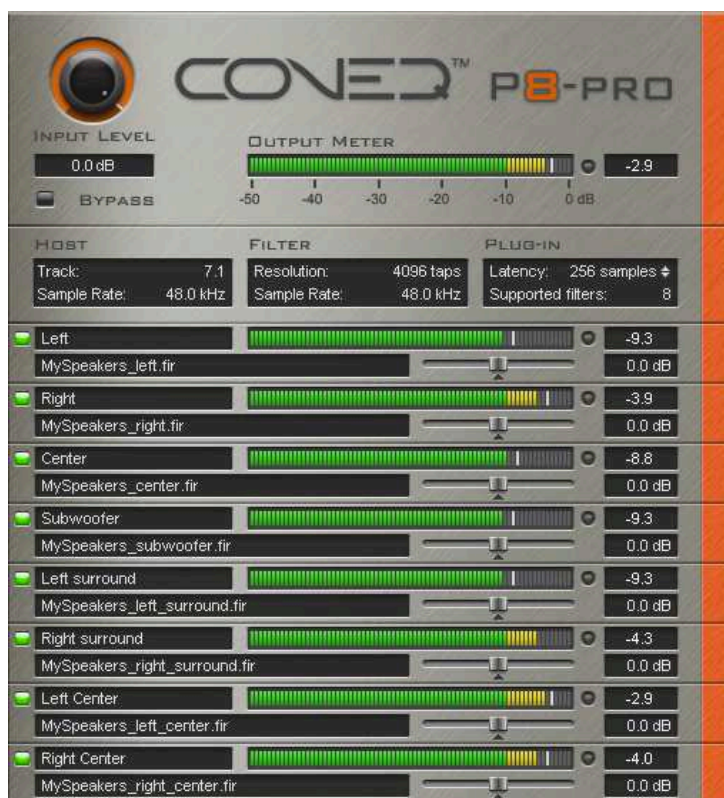 CONEQ™ P8-PRO
INPUT LEVEL
0.0 dB
BYPASS
OUTPUT METER
-2.9
-50 -40 -30 -20 -10 0 dB
HOST
Track: 7.1
Sample Rate: 48.0 kHz
FILTER
Resolution: 4096 taps
Sample Rate: 48.0 kHz
PLUG-IN
Latency: 256 samples
Supported filters: 8
Left -9.3
MySpeakers_left.fir 0.0 dB
Right -3.9
MySpeakers_right.fir 0.0 dB
Center -8.8
MySpeakers_center.fir 0.0 dB
Subwoofer -9.3
MySpeakers_subwoofer.fir 0.0 dB
Left surround -9.3
MySpeakers_left_surround.fir 0.0 dB
Right surround -4.3
MySpeakers_right_surround.fir 0.0 dB
Left Center -2.9
MySpeakers_left_center.fir 0.0 dB
Right Center -4.0
MySpeakers_right_center.fir 0.0 dB